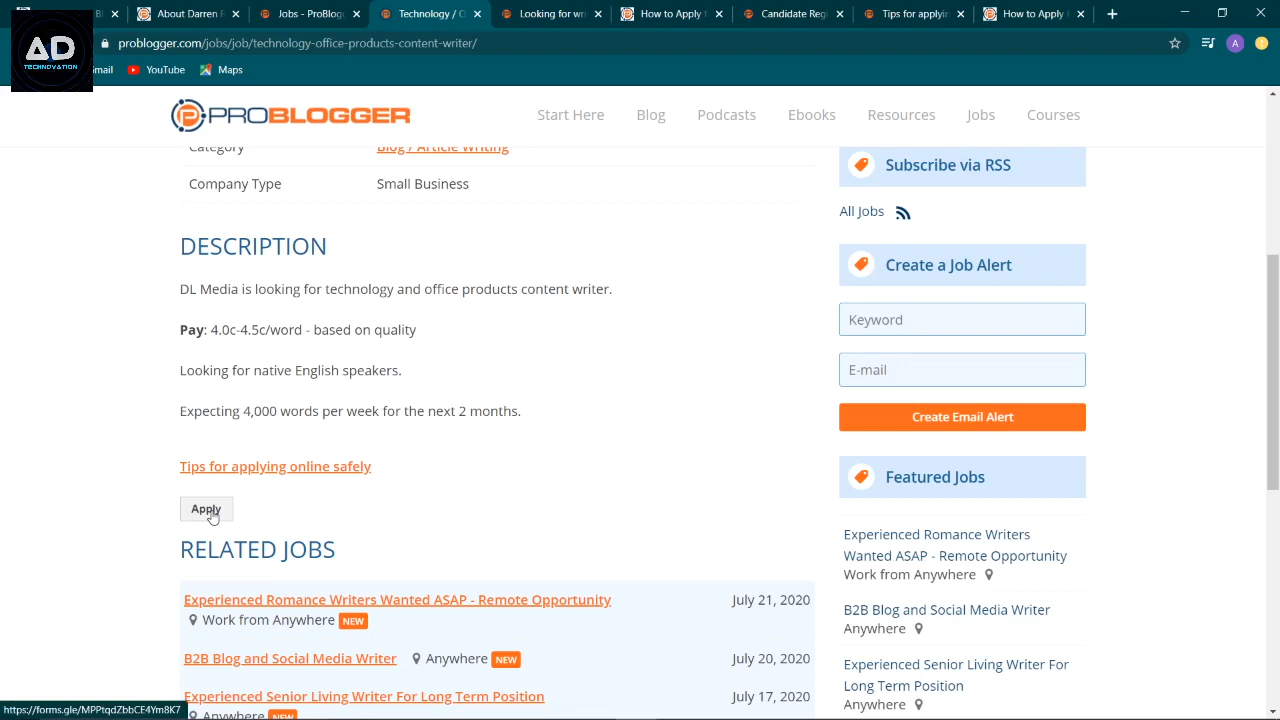 Jobs - ProBlo
Technology / O
Looking for wr
How to Apply f
Candidate Reg
Tips for applyin
How to Apply f
AD
TECHNOVATION
problogger.com/jobs/job/technology-office-products-content-writer/
A
mail
YouTube
Maps
PROBLOGGER
Start Here
Blog
Podcasts
Ebooks
Resources
Jobs
Courses
Category
Blog / Article Writing
Company Type
Small Business
DESCRIPTION
DL Media is looking for technology and office products content writer.
Pay: 4.0c-4.5c/word - based on quality
Looking for native English speakers.
Expecting 4,000 words per week for the next 2 months.
Tips for applying online safely
Apply
RELATED JOBS
Experienced Romance Writers Wanted ASAP - Remote Opportunity
July 21, 2020
Work from Anywhere NEW
B2B Blog and Social Media Writer Anywhere NEW
July 20, 2020
Experienced Senior Living Writer For Long Term Position
July 17, 2020
Anywhere NEW
Subscribe via RSS
All Jobs
Create a Job Alert
Keyword
E-mail
Create Email Alert
Featured Jobs
Experienced Romance Writers
Wanted ASAP - Remote Opportunity
Work from Anywhere
B2B Blog and Social Media Writer
Anywhere
Experienced Senior Living Writer For
Long Term Position
Anywhere
https://forms.gle/MPPtqdZbbCE4Ym8K7